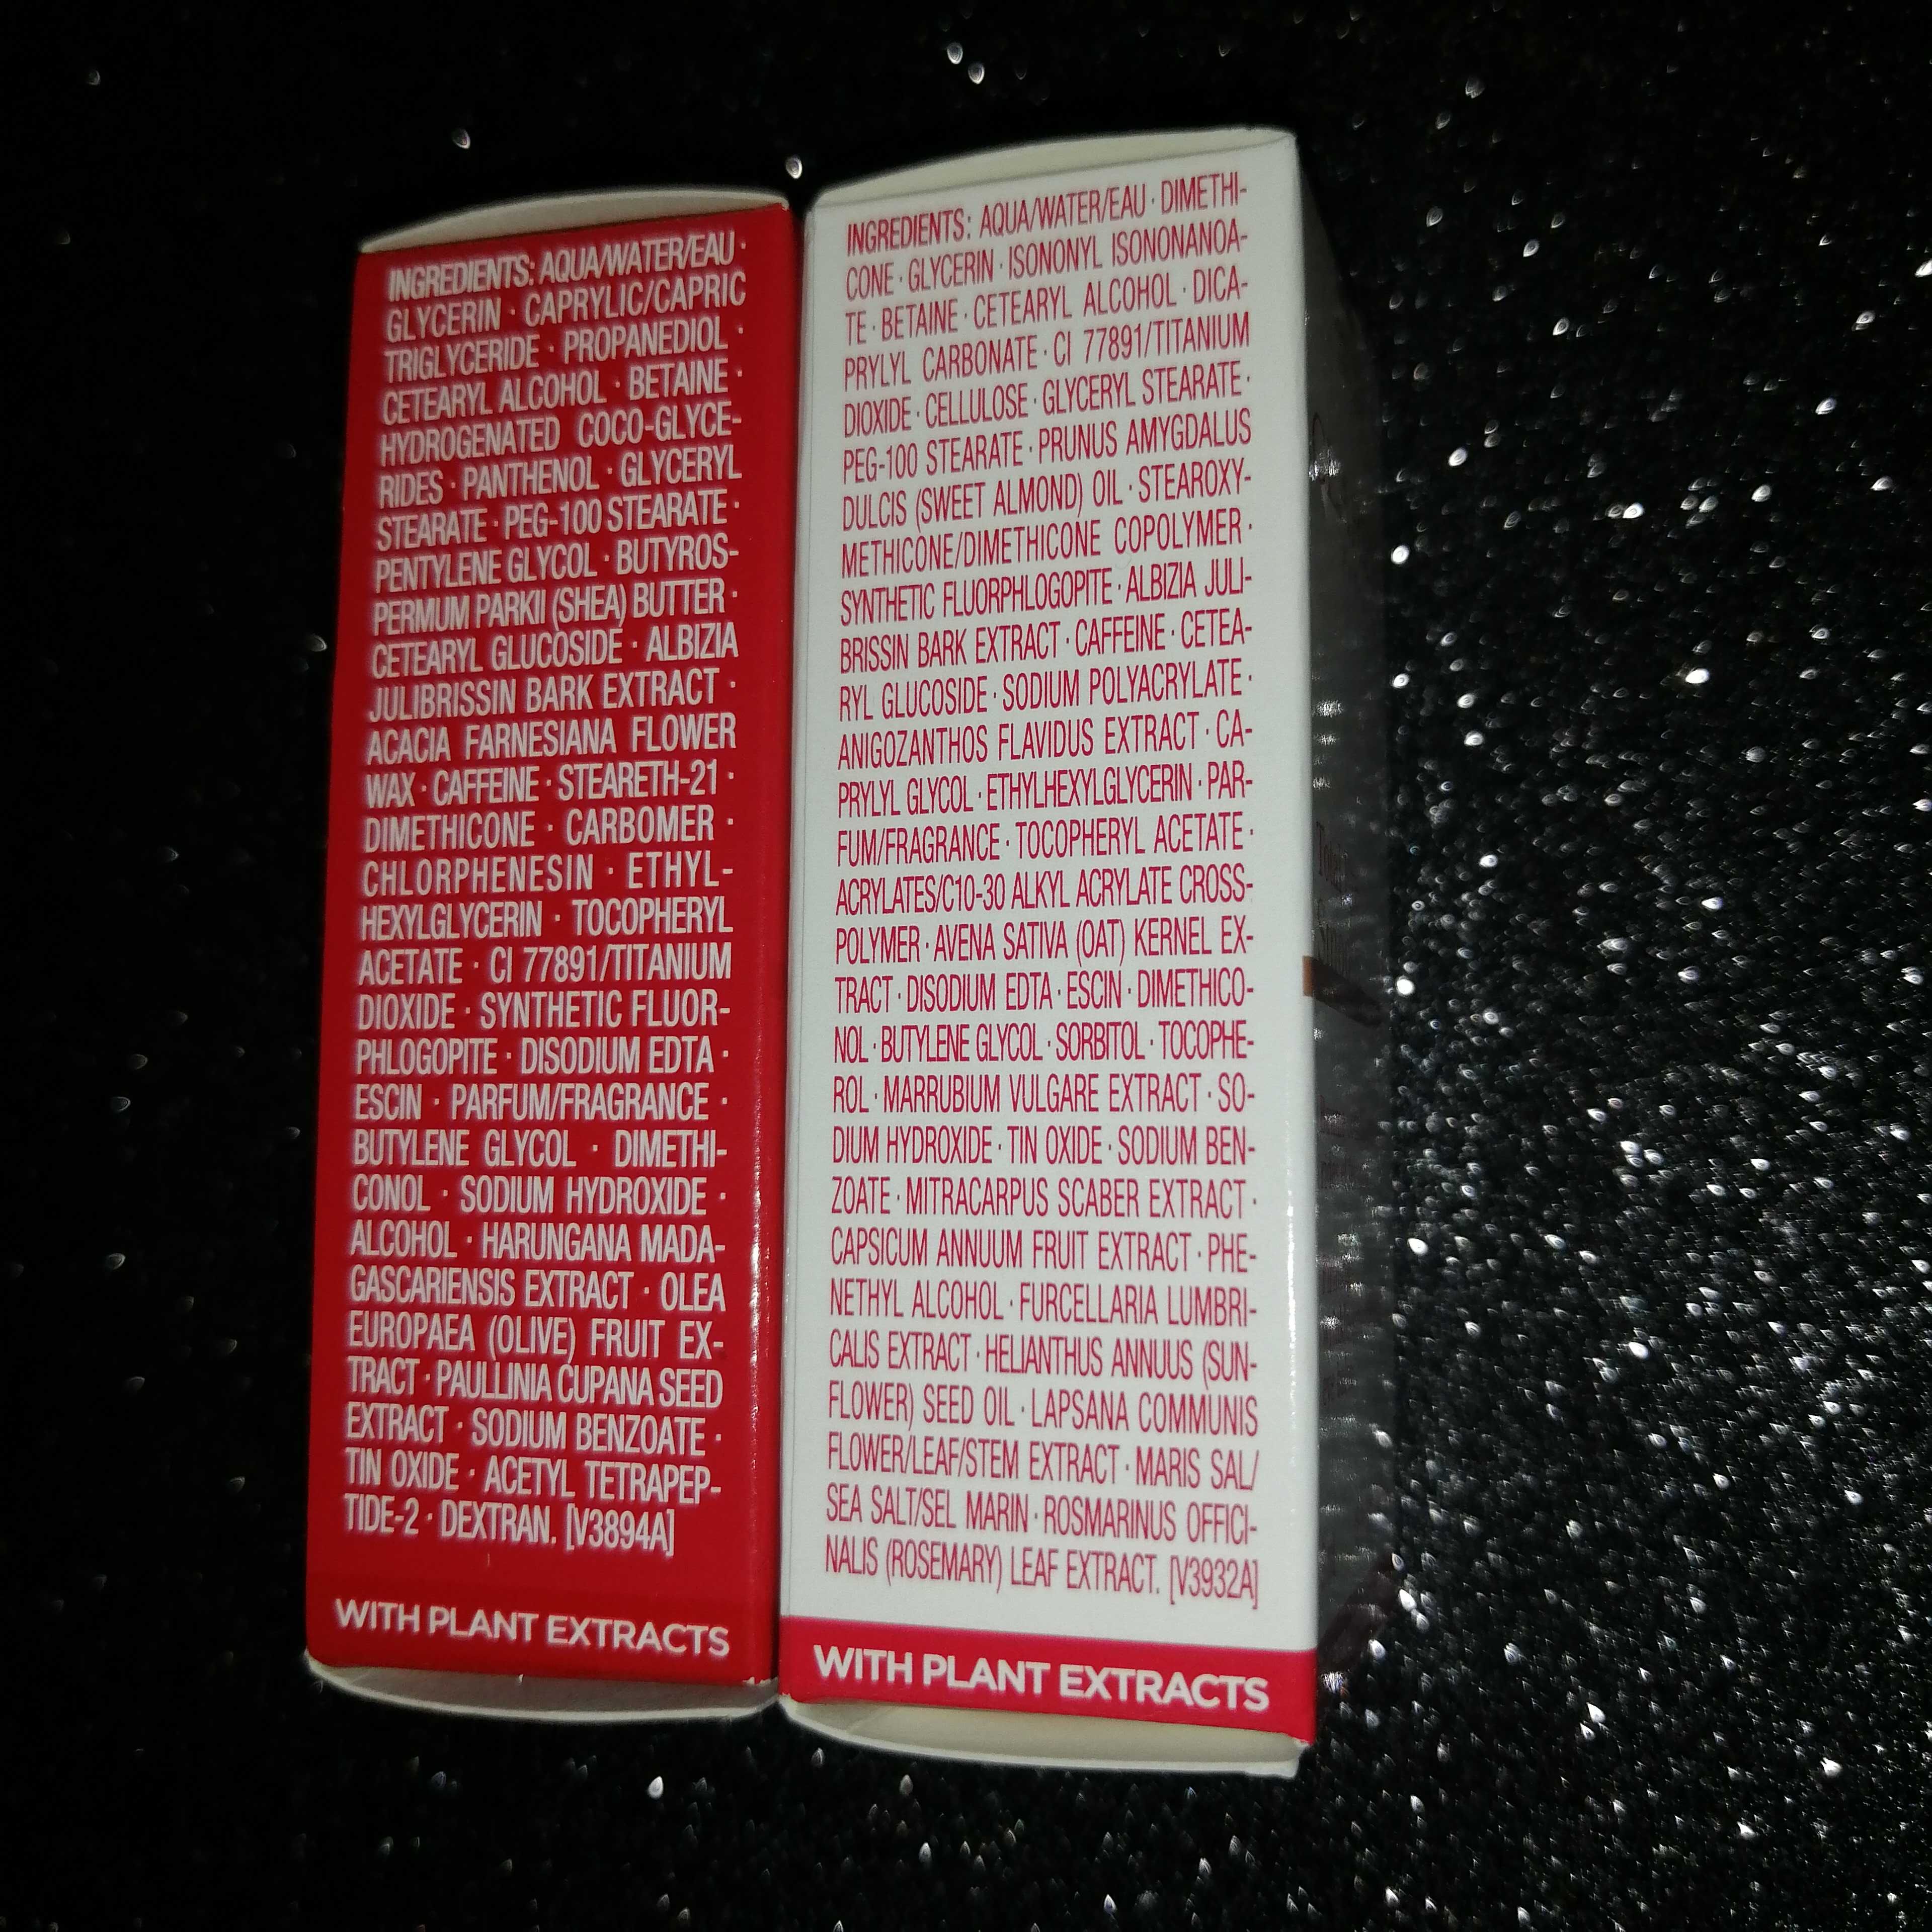 INGREDIENTS: AQUA/WATER/EAU ·
GLYCERIN · CAPRYLIC/CAPRIC
TRIGLYCERIDE · PROPANEDIOL ·
CETEARYL ALCOHOL · BETAINE ·
HYDROGENATED COCO-GLYCE-
RIDES · PANTHENOL · GLYCERYL
STEARATE · PEG-100 STEARATE ·
PENTYLENE GLYCOL · BUTYROS-
PERMUM PARKII (SHEA) BUTTER ·
CETEARYL GLUCOSIDE · ALBIZIA
JULIBRISSIN BARK EXTRACT ·
ACACIA FARNESIANA FLOWER
WAX · CAFFEINE · STEARETH-21 ·
DIMETHICONE · CARBOMER ·
CHLORPHENESIN · ETHYL-
HEXYLGLYCERIN · TOCOPHERYL
ACETATE · CI 77891/TITANIUM
DIOXIDE · SYNTHETIC FLUOR-
PHLOGOPITE · DISODIUM EDTA ·
ESCIN · PARFUM/FRAGRANCE ·
BUTYLENE GLYCOL · DIMETHI-
CONOL · SODIUM HYDROXIDE ·
ALCOHOL · HARUNGANA MADA-
GASCARIENSIS EXTRACT · OLEA
EUROPAEA (OLIVE) FRUIT EX-
TRACT · PAULLINIA CUPANA SEED
EXTRACT · SODIUM BENZOATE ·
TIN OXIDE · ACETYL TETRAPEP-
TIDE-2 · DEXTRAN. [V3894A]
WITH PLANT EXTRACTS
INGREDIENTS: AQUA/WATER/EAU · DIMETHI-
CONE · GLYCERIN · ISONONYL ISONONANOA-
TE · BETAINE · CETEARYL ALCOHOL · DICA-
PRYLYL CARBONATE · CI 77891/TITANIUM
DIOXIDE · CELLULOSE · GLYCERYL STEARATE ·
PEG-100 STEARATE · PRUNUS AMYGDALUS
DULCIS (SWEET ALMOND) OIL · STEAROXY-
METHICONE/DIMETHICONE COPOLYMER ·
SYNTHETIC FLUORPHLOGOPITE · ALBIZIA JULI-
BRISSIN BARK EXTRACT · CAFFEINE · CETEA-
RYL GLUCOSIDE · SODIUM POLYACRYLATE ·
ANIGOZANTHOS FLAVIDUS EXTRACT · CA-
PRYLYL GLYCOL · ETHYLHEXYLGLYCERIN · PAR-
FUM/FRAGRANCE · TOCOPHERYL ACETATE ·
ACRYLATES/C10-30 ALKYL ACRYLATE CROSS-
POLYMER · AVENA SATIVA (OAT) KERNEL EX-
TRACT · DISODIUM EDTA · ESCIN · DIMETHICO-
NOL · BUTYLENE GLYCOL · SORBITOL · TOCOPHE-
ROL · MARRUBIUM VULGARE EXTRACT · SO-
DIUM HYDROXIDE · TIN OXIDE · SODIUM BEN-
ZOATE · MITRACARPUS SCABER EXTRACT ·
CAPSICUM ANNUUM FRUIT EXTRACT · PHE-
NETHYL ALCOHOL · FURCELLARIA LUMBRI-
CALIS EXTRACT · HELIANTHUS ANNUUS (SUN-
FLOWER) SEED OIL · LAPSANA COMMUNIS
FLOWER/LEAF/STEM EXTRACT · MARIS SAL/
SEA SALT/SEL MARIN · ROSMARINUS OFFICI-
NALIS (ROSEMARY) LEAF EXTRACT. [V3932A]
WITH PLANT EXTRACTS